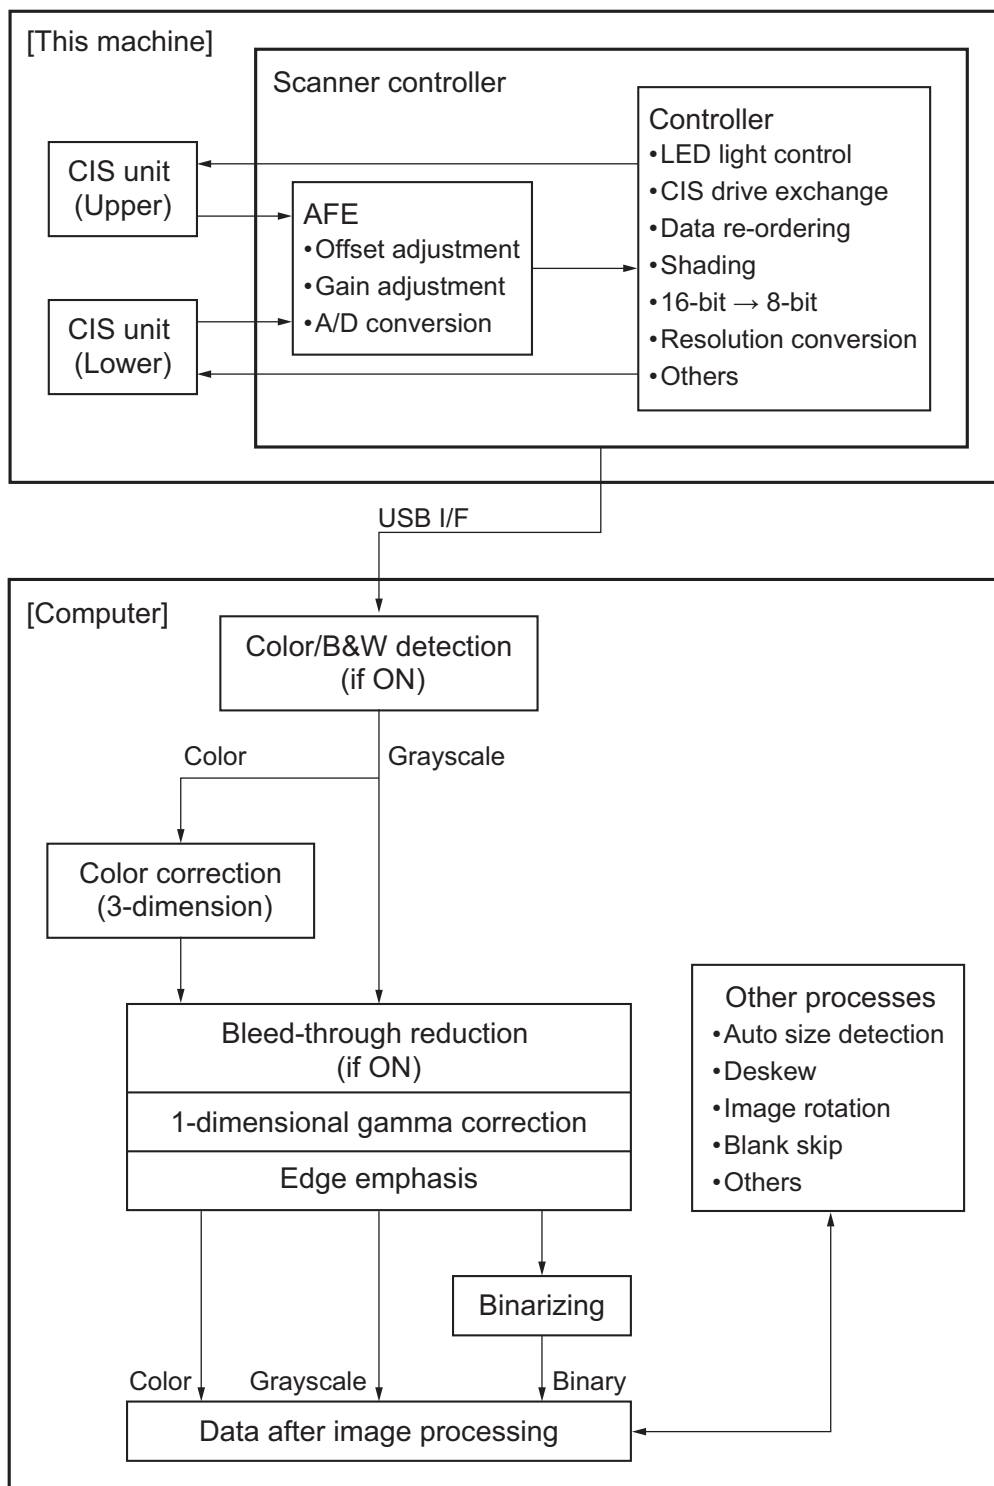 [This machine]
Scanner controller
Controller
•LED light control
•CIS drive exchange
•Data re-ordering
•Shading
•16-bit → 8-bit
•Resolution conversion
•Others
CIS unit
(Upper)
AFE
•Offset adjustment
•Gain adjustment
•A/D conversion
CIS unit
(Lower)
USB I/F
[Computer]
Color/B&W detection
(if ON)
Color
Grayscale
Color correction
(3-dimension)
Bleed-through reduction
(if ON)
1-dimensional gamma correction
Edge emphasis
Other processes
•Auto size detection
•Deskew
•Image rotation
•Blank skip
•Others
Binarizing
Color
Grayscale
Binary
Data after image processing